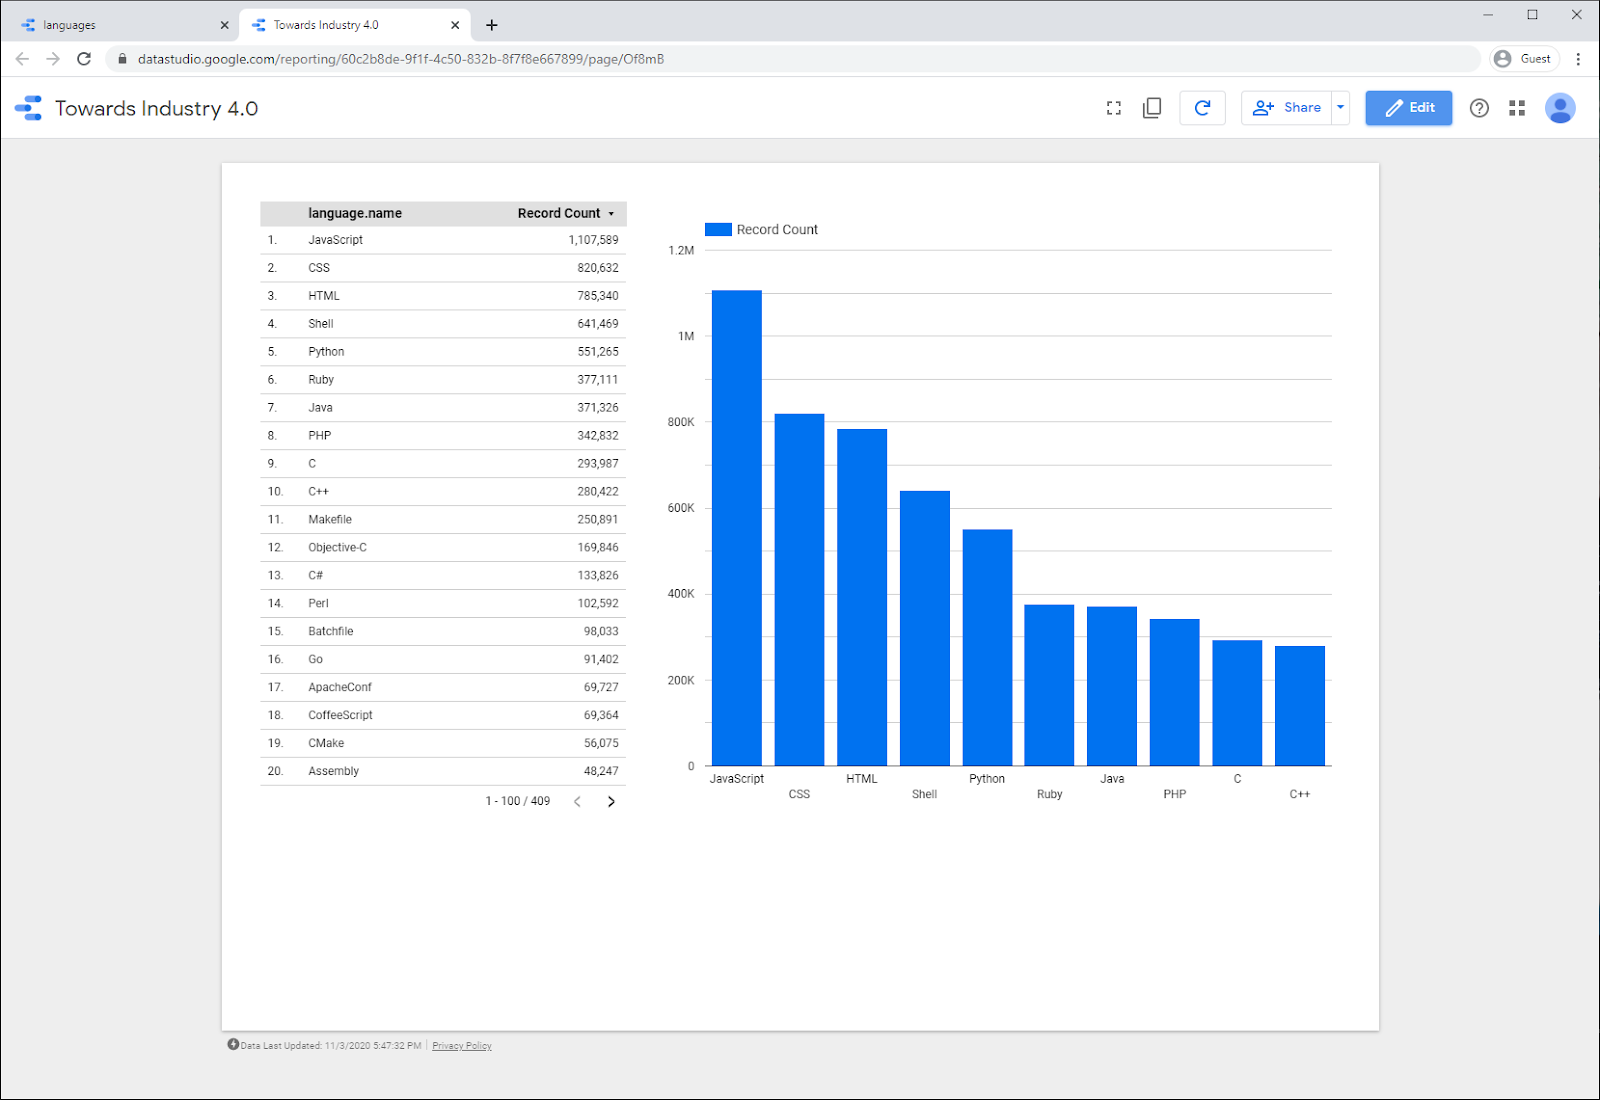 languages
Towards Industry 4.0
datastudio.google.com/reporting/60c2b8de-9f1f-4c50-832b-8f7f8e667899/page/Of8mB
Guest
Towards Industry 4.0
Share
Edit
language.name Record Count
1. JavaScript 1,107,589
2. CSS 820,632
3. HTML 785,340
4. Shell 641,469
5. Python 551,265
6. Ruby 377,111
7. Java 371,326
8. PHP 342,832
9. C 293,987
10. C++ 280,422
11. Makefile 250,891
12. Objective-C 169,846
13. C# 133,826
14. Perl 102,592
15. Batchfile 98,033
16. Go 91,402
17. ApacheConf 69,727
18. CoffeeScript 69,364
19. CMake 56,075
20. Assembly 48,247
1 - 100 / 409
Record Count
1.2M
1M
800K
600K
400K
200K
0
JavaScript HTML Python Java C
CSS Shell Ruby PHP C++
Data Last Updated: 11/3/2020 5:47:32 PM | Privacy Policy